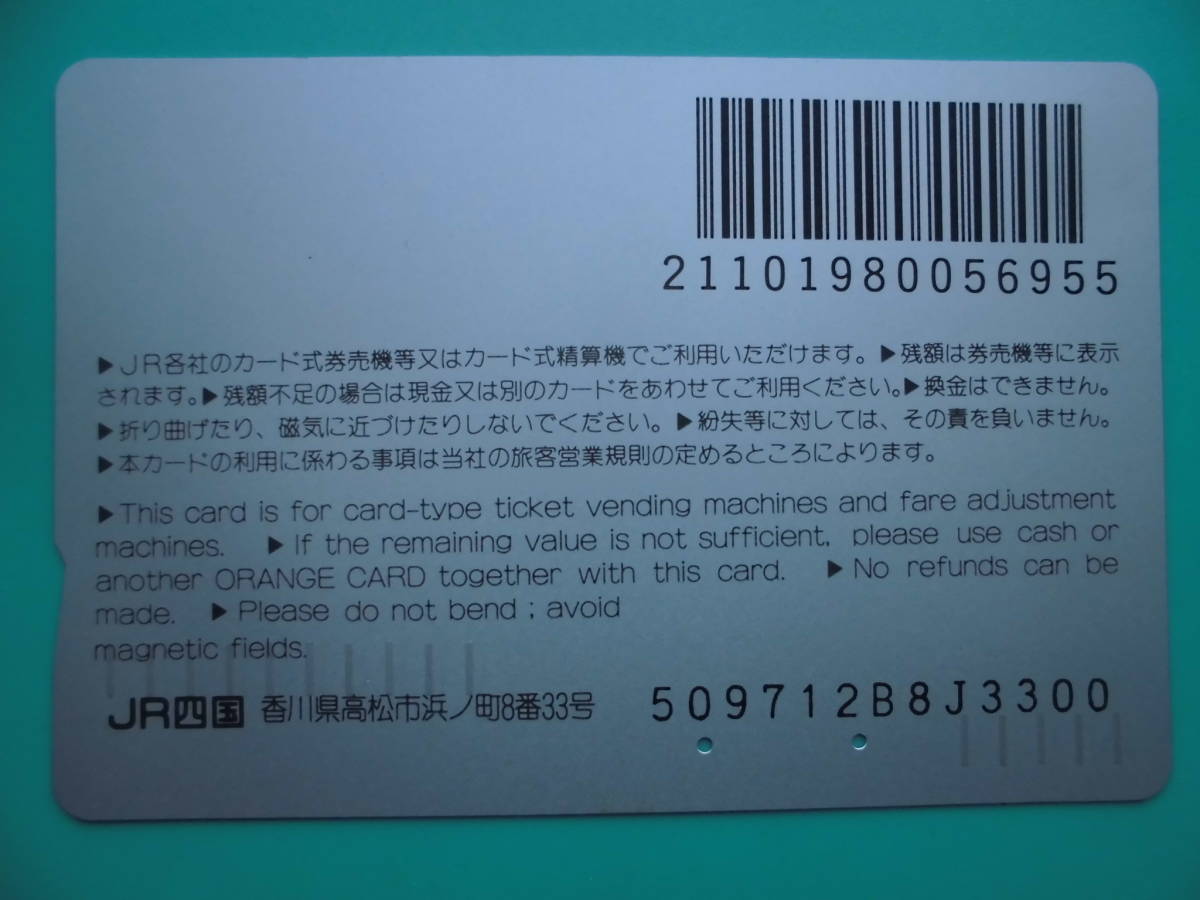 21101980056955
▶JR各社のカード式券売機等又はカード式精算機でご利用いただけます。▶残額は券売機等に表示
されます。▶残額不足の場合は現金又は別のカードをあわせてご利用ください。▶換金はできません。
▶折り曲げたり、磁気に近づけたりしないでください。▶紛失等に対しては、その責を負いません。
▶本カードの利用に係わる事項は当社の旅客営業規則の定めるところによります。
▶This card is for card-type ticket vending machines and fare adjustment
machines. ▶If the remaining value is not sufficient, please use cash or
another ORANGE CARD together with this card. ▶No refunds can be
made. ▶Please do not bend ; avoid
magnetic fields.
JR四国 香川県高松市浜ノ町8番33号 509712B8J3300